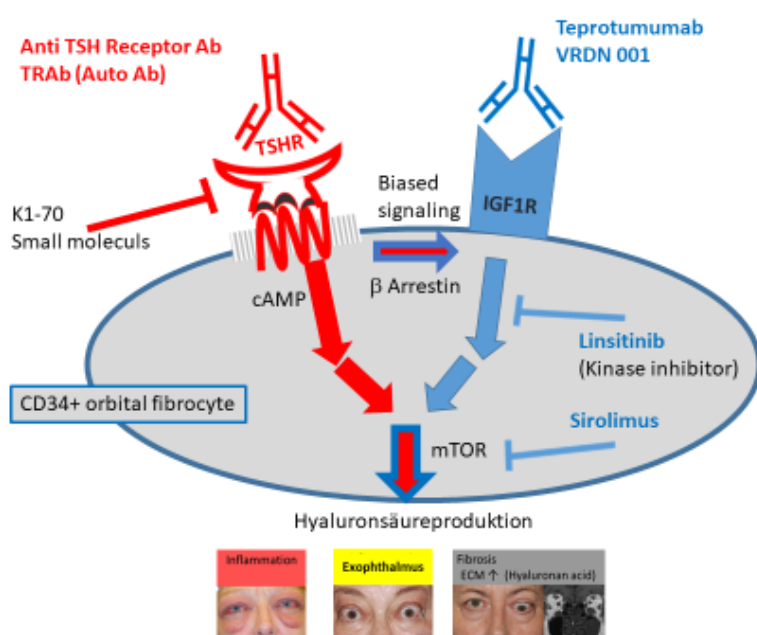 Teprotumumab
VRDN 001
Anti TSH Receptor Ab
TRAb (Auto Ab)
TSHR
Biased
signaling
IGF1R
K1-70
Small moleculs
cAMP
β Arrestin
Linsitinib
(Kinase inhibitor)
CD34+ orbital fibrocyte
Sirolimus
mTOR
Hyaluronsäureproduktion
Inflammation
Exophthalmus
Fibrosis
ECM ↑ (Hyaluronan acid)